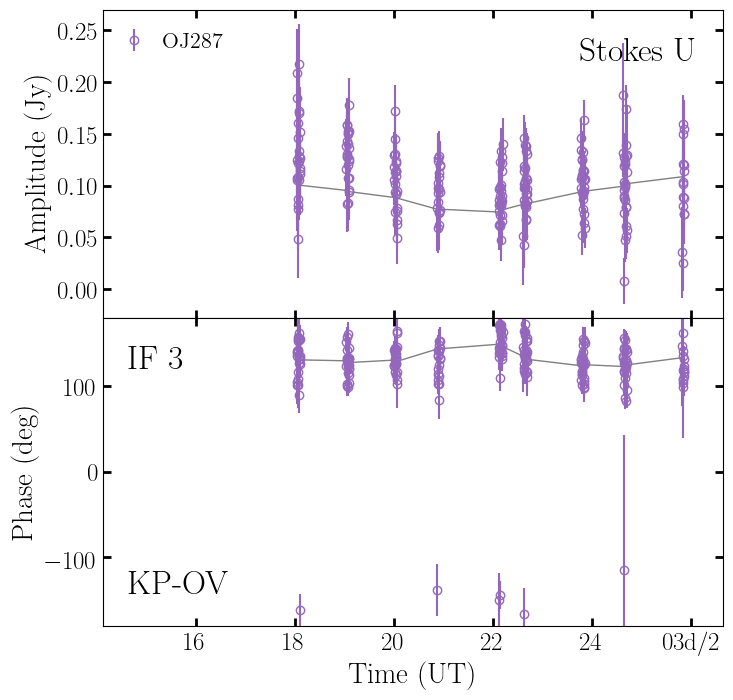 OJ287
Stokes U
0.25
0.20
0.15
0.10
0.05
0.00
Amplitude (Jy)
IF 3
100
0
−100
Phase (deg)
KP-OV
16 18 20 22 24 03d/2
Time (UT)